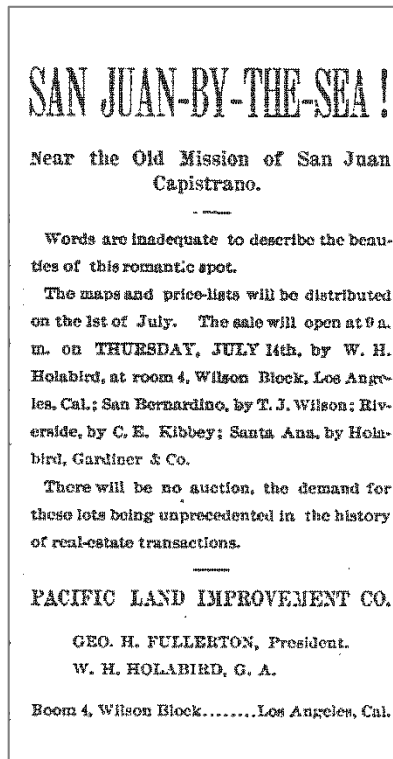 SAN JUAN-BY-THE-SEA!
Near the Old Mission of San Juan
Capistrano.
Words are inadequate to describe the beau-
ties of this romantic spot.
The maps and price-lists will be distributed
on the 1st of July. The sale will open at 9 a.
m. on THURSDAY, JULY 14th, by W. H.
Holabird, at room 4, Wilson Block, Los Ange-
les, Cal.; San Bernardino, by T. J. Wilson; Riv-
erside, by C. E. Kibbey; Santa Ana, by Hola-
bird, Gardiner & Co.
There will be no auction, the demand for
these lots being unprecedented in the history
of real-estate transactions.
PACIFIC LAND IMPROVEMENT CO.
GEO. H. FULLERTON, President.
W. H. HOLABIRD, G. A.
Room 4, Wilson Block........Los Angeles, Cal.